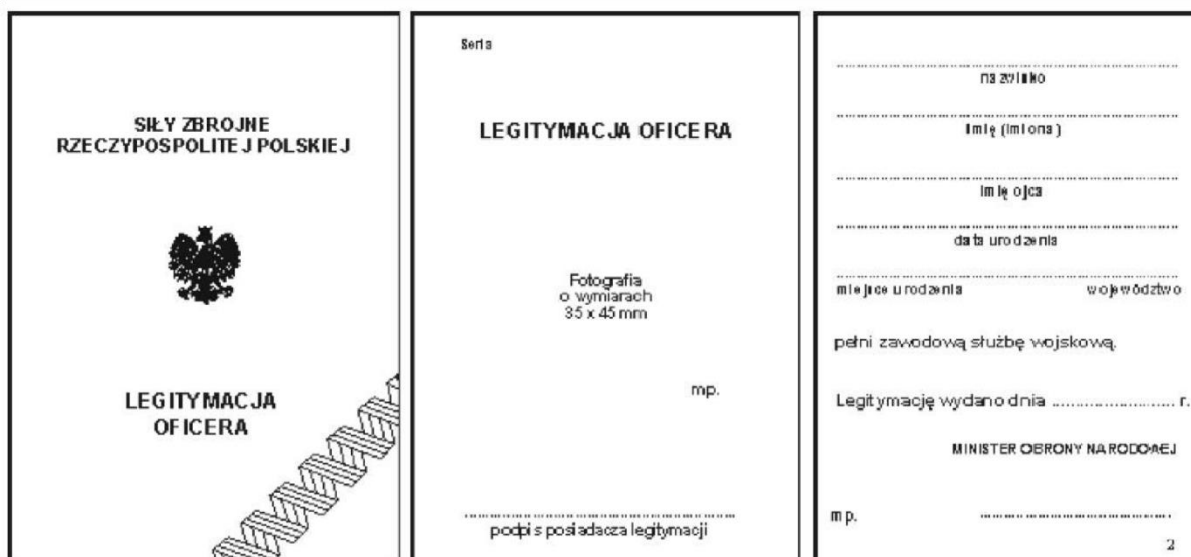 SIŁY ZBROJNE
RZECZYPOSPOLITEJ POLSKIEJ
LEGITYMACJA
OFICERA
Seria
LEGITYMACJA OFICERA
Fotografia
o wymiarach
35 x 45 mm
mp.
........................................
podpis posiadacza legitymacji
........................................
nazwisko
........................................
imię (imiona)
........................................
imię ojca
........................................
data urodzenia
........................................
miejsce urodzenia województwo
pełni zawodową służbę wojskową.
Legitymację wydano dnia ............................ r.
MINISTER OBRONY NARODOWEJ
mp. ........................................
2